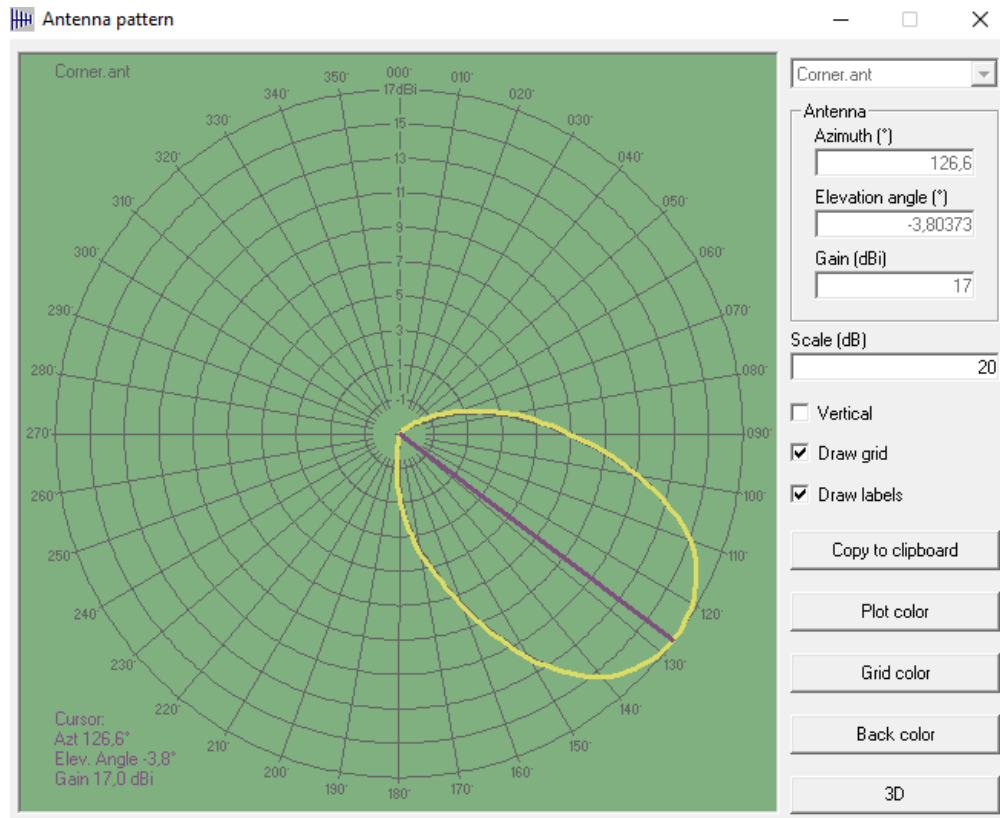 Antenna pattern
Corner.ant
000°
010°
020°
030°
040°
050°
060°
070°
080°
090°
100°
110°
120°
130°
140°
150°
160°
170°
180°
190°
200°
210°
220°
230°
240°
250°
260°
270°
280°
290°
300°
310°
320°
330°
340°
350°
17dBi
15
13
11
9
7
5
3
1
-1
Cursor:
Azt 126,6°
Elev. Angle -3,8°
Gain 17,0 dBi
Corner.ant
Antenna
Azimuth (°)
126,6
Elevation angle (°)
-3,80373
Gain (dBi)
17
Scale (dB)
20
Vertical
Draw grid
Draw labels
Copy to clipboard
Plot color
Grid color
Back color
3D